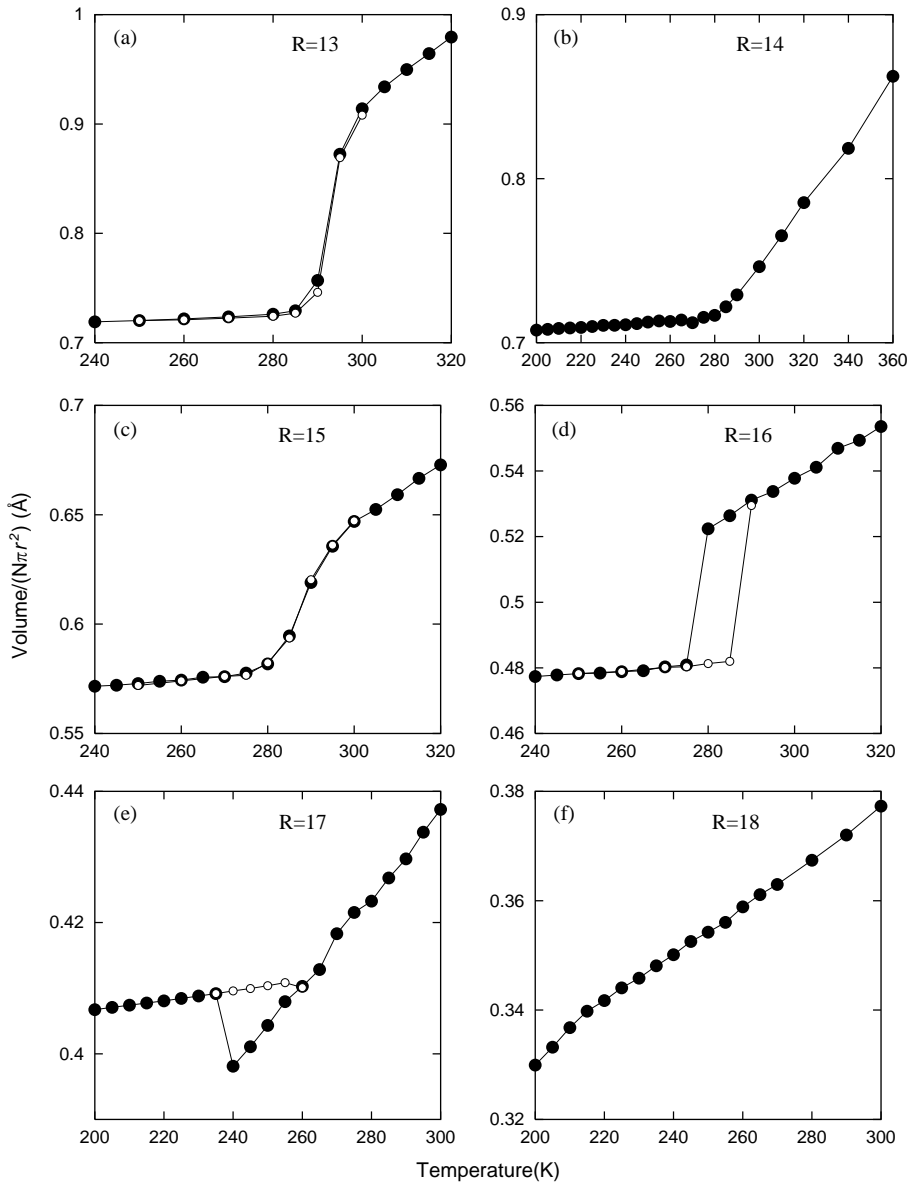 (a) R=13
1
0.9
0.8
0.7
240 260 280 300 320
(b) R=14
0.9
0.8
0.7
200 220 240 260 280 300 320 340 360
(c) R=15
0.7
0.65
0.6
0.55
240 260 280 300 320
(d) R=16
0.56
0.54
0.52
0.5
0.48
0.46
240 260 280 300 320
(e) R=17
0.44
0.42
0.4
200 220 240 260 280 300
(f) R=18
0.38
0.36
0.34
0.32
200 220 240 260 280 300
Volume/(Nπr²) (Å)
Temperature(K)